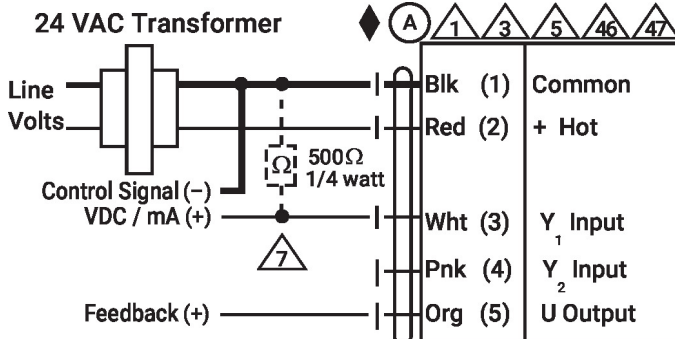 24 VAC Transformer
A 1 3 5 46 47
Line
Volts
Blk (1) Common
Red (2) + Hot
Ω 500Ω
1/4 watt
Control Signal (−)
VDC / mA (+)
Wht (3) Y1 Input
7
Pnk (4) Y2 Input
Feedback (+)
Org (5) U Output